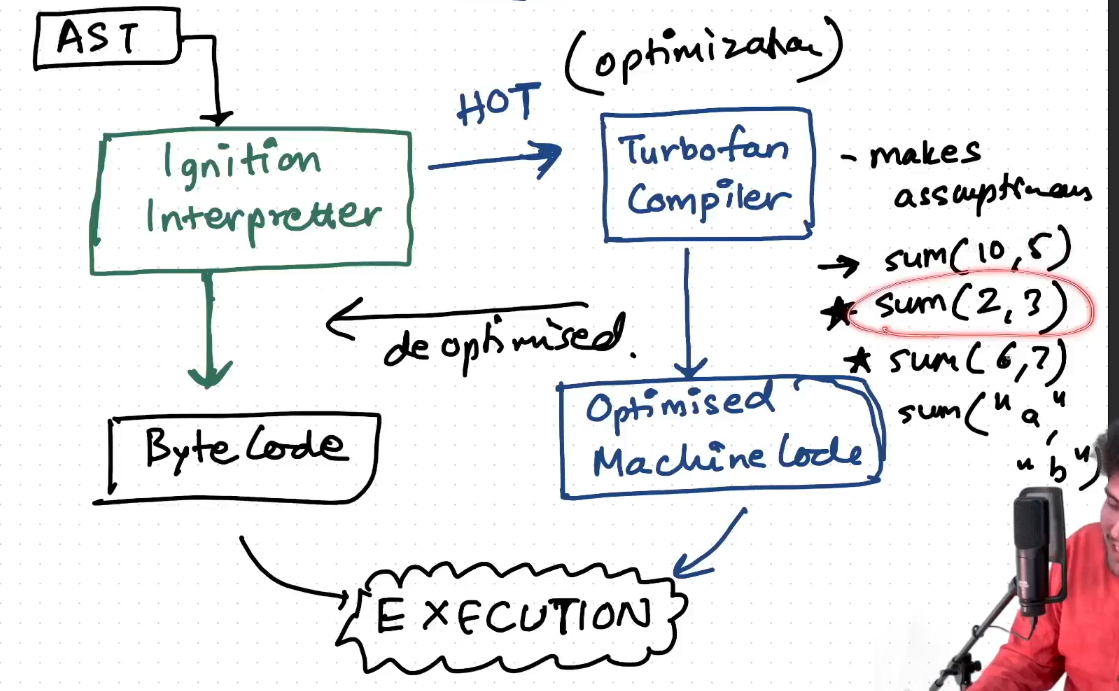 AST
(optimization)
HOT
Ignition
Interpretter
Turbofan
Compiler
- makes
assumptions
→ sum(10,5)
★ sum(2,3)
★ sum(6,7)
sum("a",
"b")
deoptimised.
Byte Code
Optimised
Machine Code
EXECUTION